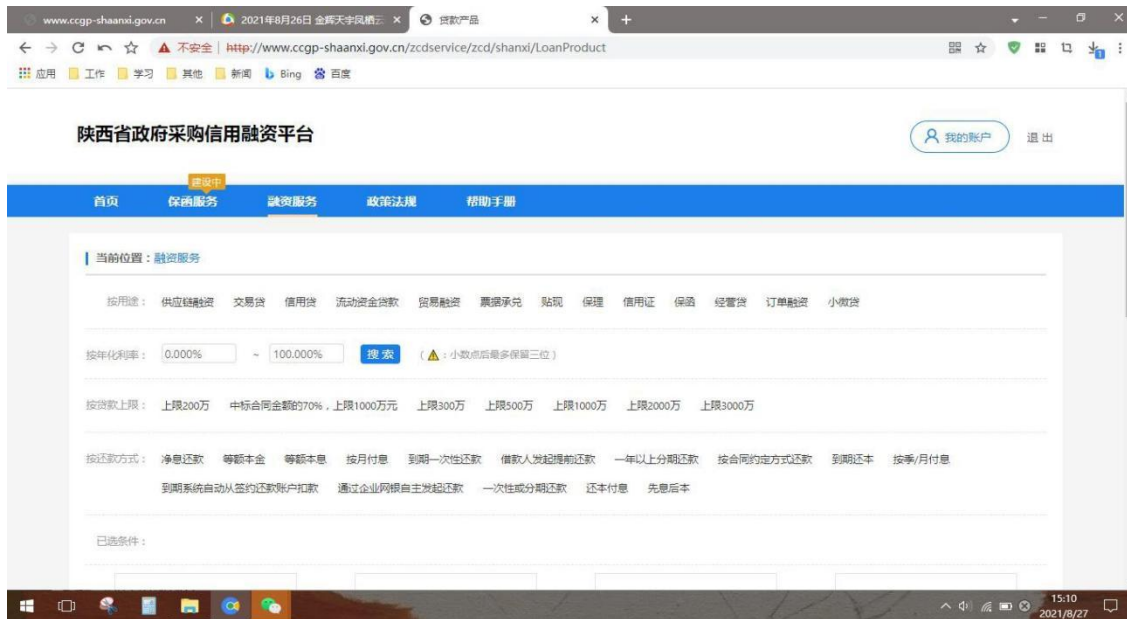 www.ccgp-shaanxi.gov.cn × 2021年8月26日 金辉天宇凤栖云 × 贷款产品 × +
不安全 | http://www.ccgp-shaanxi.gov.cn/zcdservice/zcd/shanxi/LoanProduct
应用 工作 学习 其他 新闻 Bing 百度
陕西省政府采购信用融资平台
我的账户 退出
建设中
首页 保函服务 融资服务 政策法规 帮助手册
当前位置：融资服务
按用途： 供应链融资 交易贷 信用贷 流动资金贷款 贸易融资 票据承兑 贴现 保理 信用证 保函 经营贷 订单融资 小微贷
按年化利率： 0.000% ~ 100.000% 搜索 （ ：小数点后最多保留三位）
按贷款上限： 上限200万 中标合同金额的70%，上限1000万元 上限300万 上限500万 上限1000万 上限2000万 上限3000万
按还款方式： 净息还款 等额本金 等额本息 按月付息 到期一次性还款 借款人发起提前还款 一年以上分期还款 按合同约定方式还款 到期还本 按季/月付息
到期系统自动从签约还款账户扣款 通过企业网银自主发起还款 一次性或分期还款 还本付息 先息后本
已选条件：
15:10
2021/8/27